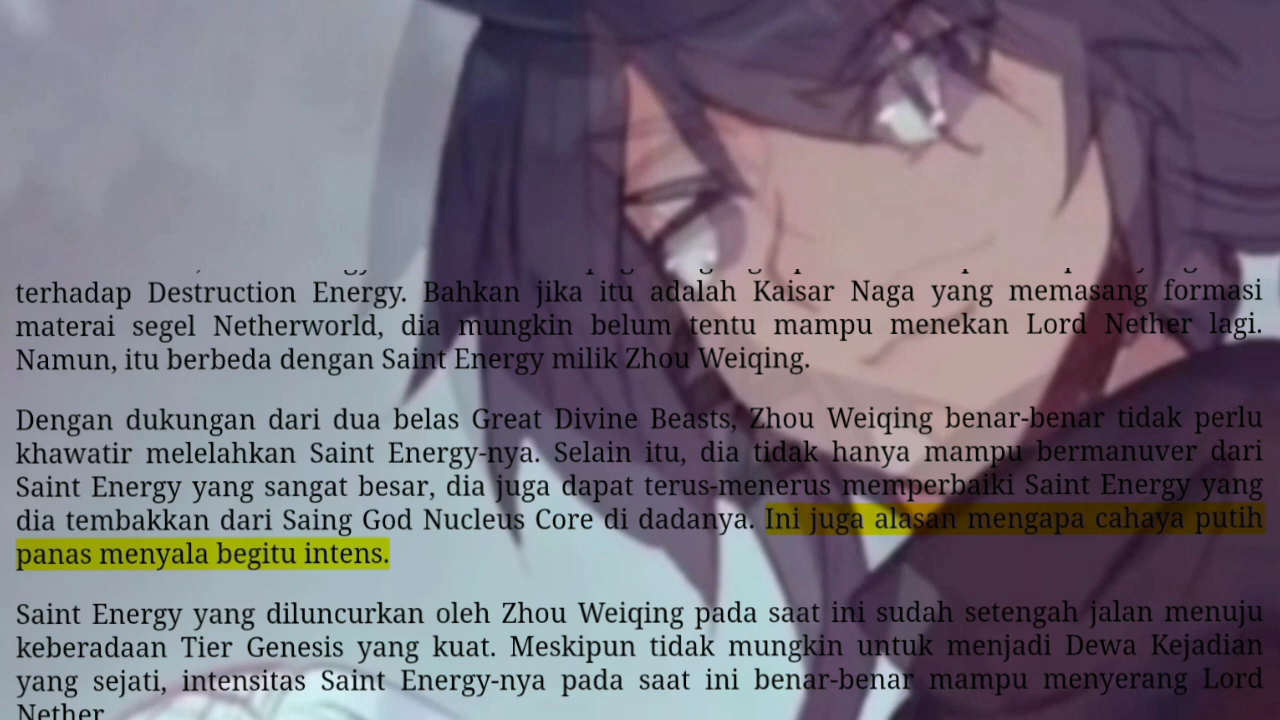 terhadap Destruction Energy. Bahkan jika itu adalah Kaisar Naga yang memasang formasi
materai segel Netherworld, dia mungkin belum tentu mampu menekan Lord Nether lagi.
Namun, itu berbeda dengan Saint Energy milik Zhou Weiqing.
Dengan dukungan dari dua belas Great Divine Beasts, Zhou Weiqing benar-benar tidak perlu
khawatir melelahkan Saint Energy-nya. Selain itu, dia tidak hanya mampu bermanuver dari
Saint Energy yang sangat besar, dia juga dapat terus-menerus memperbaiki Saint Energy yang
dia tembakkan dari Saing God Nucleus Core di dadanya. Ini juga alasan mengapa cahaya putih
panas menyala begitu intens.
Saint Energy yang diluncurkan oleh Zhou Weiqing pada saat ini sudah setengah jalan menuju
keberadaan Tier Genesis yang kuat. Meskipun tidak mungkin untuk menjadi Dewa Kejadian
yang sejati, intensitas Saint Energy-nya pada saat ini benar-benar mampu menyerang Lord
Nether.